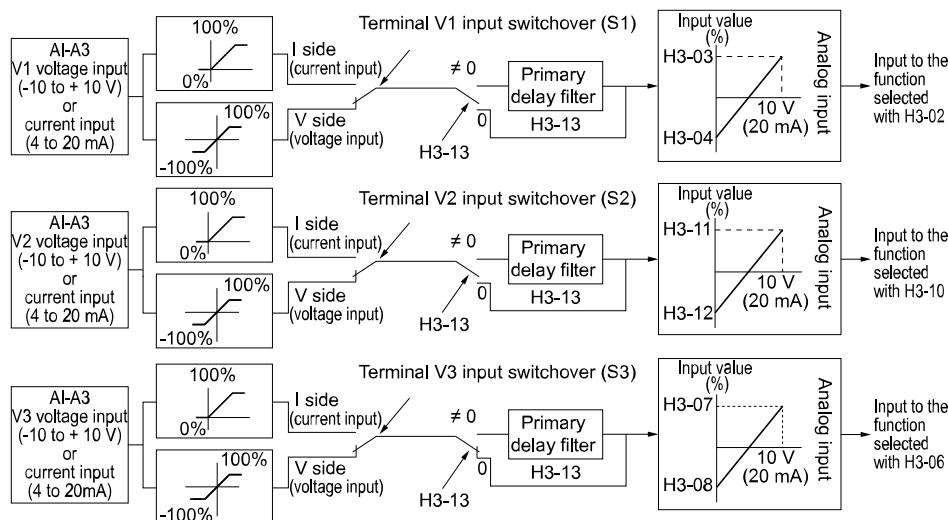 AI-A3
V1 voltage input
(-10 to + 10 V)
or
current input
(4 to 20 mA)
100%
0%
100%
-100%
Terminal V1 input switchover (S1)
I side
(current input)
V side
(voltage input)
H3-13
≠ 0
0
Primary
delay filter
H3-13
Input value
(%)
H3-03
H3-04
10 V
(20 mA)
Analog input
Input to the
function
selected
with H3-02
AI-A3
V2 voltage input
(-10 to + 10 V)
or
current input
(4 to 20 mA)
100%
0%
100%
-100%
Terminal V2 input switchover (S2)
I side
(current input)
V side
(voltage input)
H3-13
≠ 0
0
Primary
delay filter
H3-13
Input value
(%)
H3-11
H3-12
10 V
(20 mA)
Analog input
Input to the
function
selected
with H3-10
AI-A3
V3 voltage input
(-10 to + 10 V)
or
current input
(4 to 20mA)
100%
0%
100%
-100%
Terminal V3 input switchover (S3)
I side
(current input)
V side
(voltage input)
H3-13
≠ 0
0
Primary
delay filter
H3-13
Input value
(%)
H3-07
H3-08
10 V
(20 mA)
Analog input
Input to the
function
selected
with H3-06